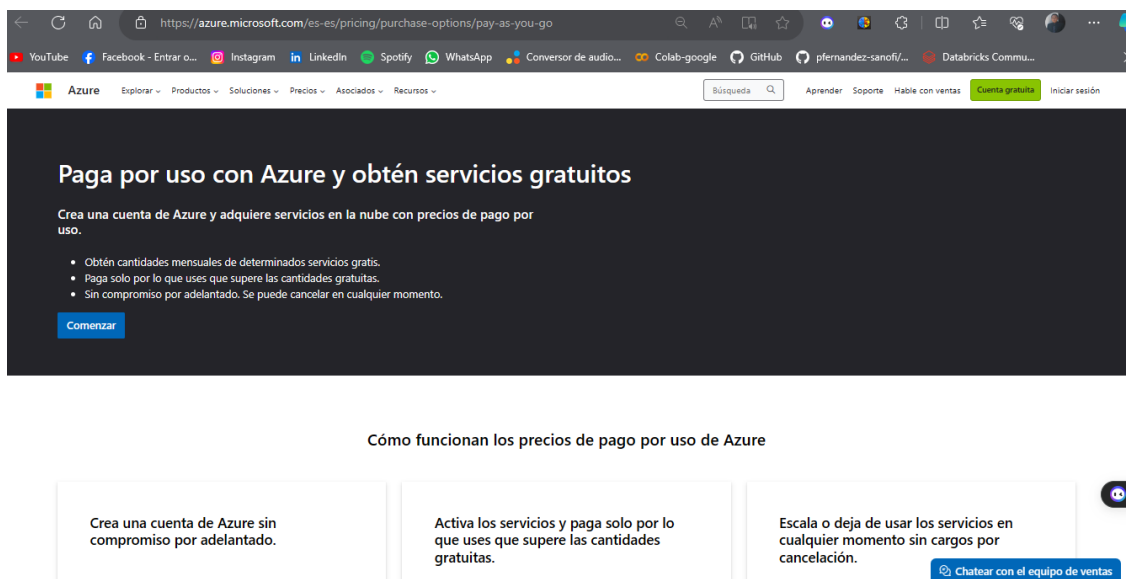 https://azure.microsoft.com/es-es/pricing/purchase-options/pay-as-you-go
YouTube Facebook - Entrar o... Instagram LinkedIn Spotify WhatsApp Conversor de audio... Colab-google GitHub pfernandez-sanofi/... Databricks Commu...
Azure Explorar Productos Soluciones Precios Asociados Recursos Búsqueda Aprender Soporte Hable con ventas Cuenta gratuita Iniciar sesión
Paga por uso con Azure y obtén servicios gratuitos
Crea una cuenta de Azure y adquiere servicios en la nube con precios de pago por
uso.
• Obtén cantidades mensuales de determinados servicios gratis.
• Paga solo por lo que uses que supere las cantidades gratuitas.
• Sin compromiso por adelantado. Se puede cancelar en cualquier momento.
Comenzar
Cómo funcionan los precios de pago por uso de Azure
Crea una cuenta de Azure sin
compromiso por adelantado.
Activa los servicios y paga solo por lo
que uses que supere las cantidades
gratuitas.
Escala o deja de usar los servicios en
cualquier momento sin cargos por
cancelación.
Chatear con el equipo de ventas